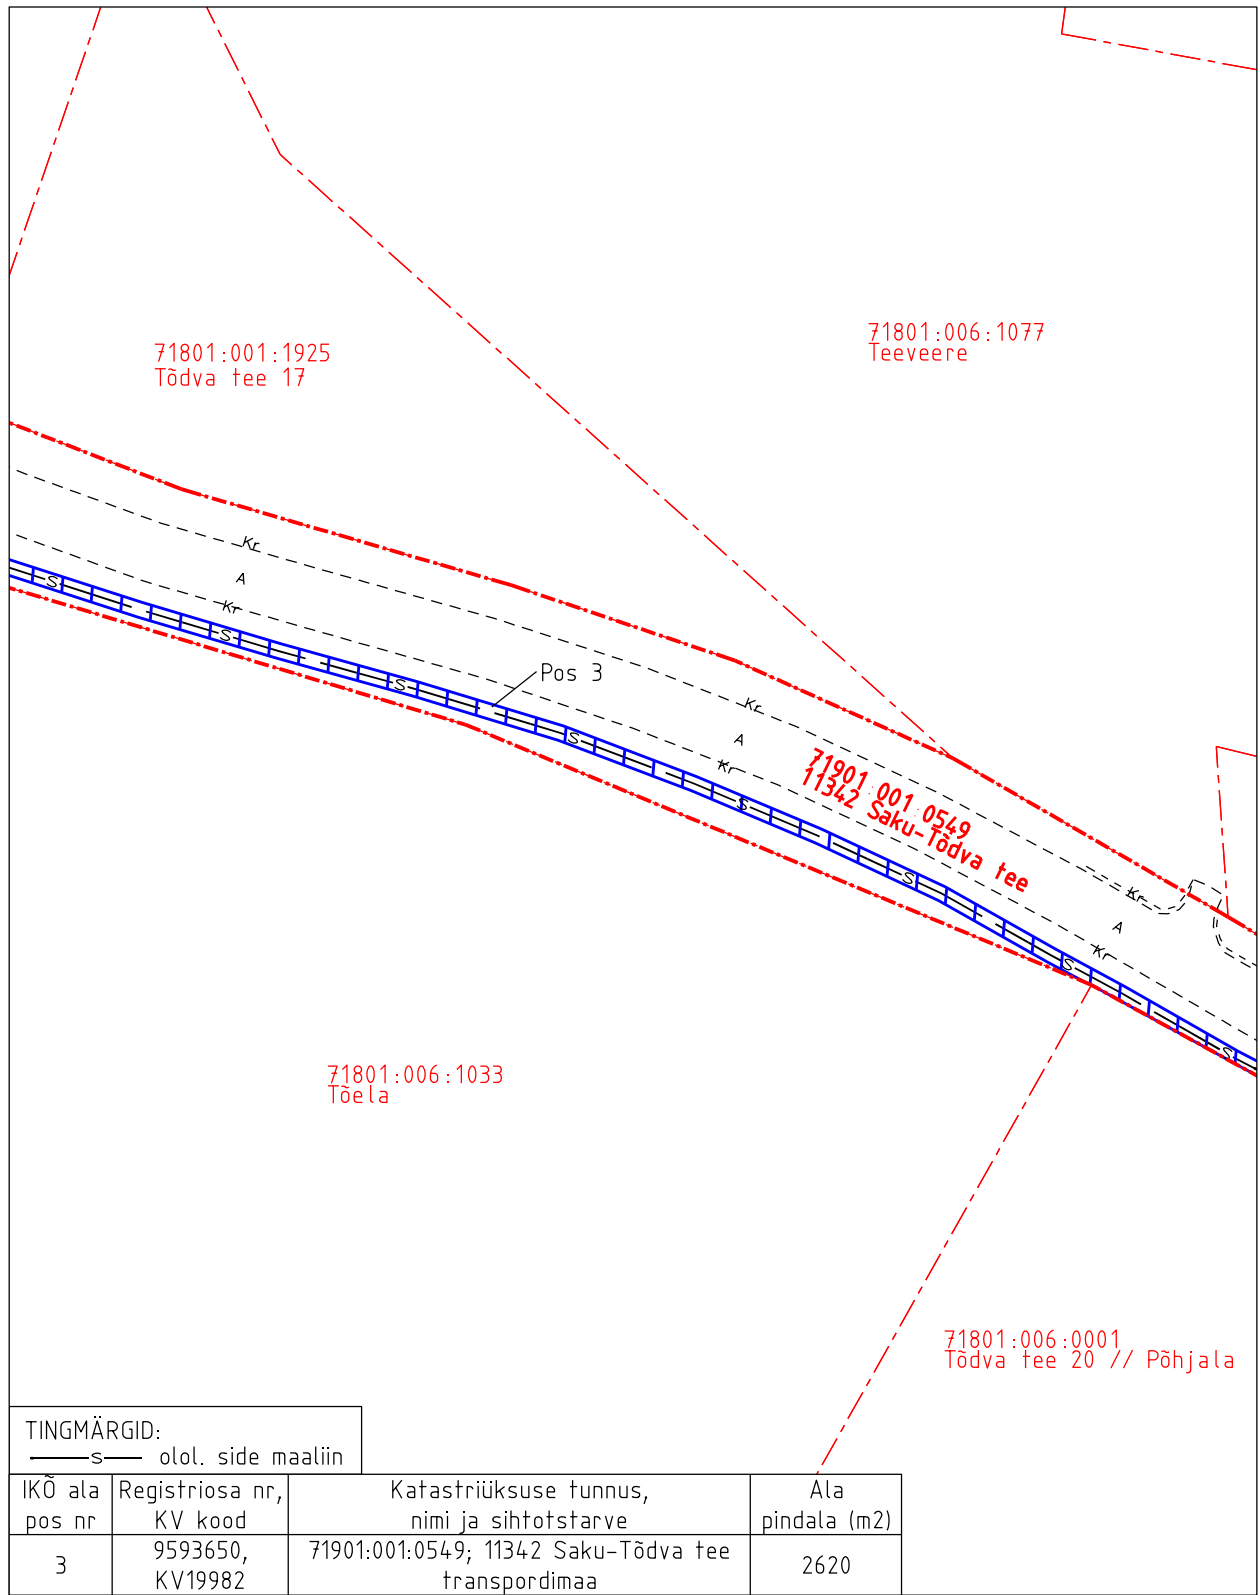 71801:006:1077
Teeveere
71801:001:1925
Tõdva tee 17
Kr
A
Kr
Pos 3
Kr
A
Kr
71901:001:0549
11342 Saku-Tõdva tee
Kr
A
Kr
S
S
S
S
S
S
S
S
71801:006:1033
Tõela
71801:006:0001
Tõdva tee 20 // Põhjala
TINGMÄRGID:
S olol. side maaliin
IKÕ ala
pos nr
Registriosa nr,
KV kood
Katastriüksuse tunnus,
nimi ja sihtotstarve
Ala
pindala (m2)
3
9593650,
KV19982
71901:001:0549; 11342 Saku-Tõdva tee
transpordimaa
2620